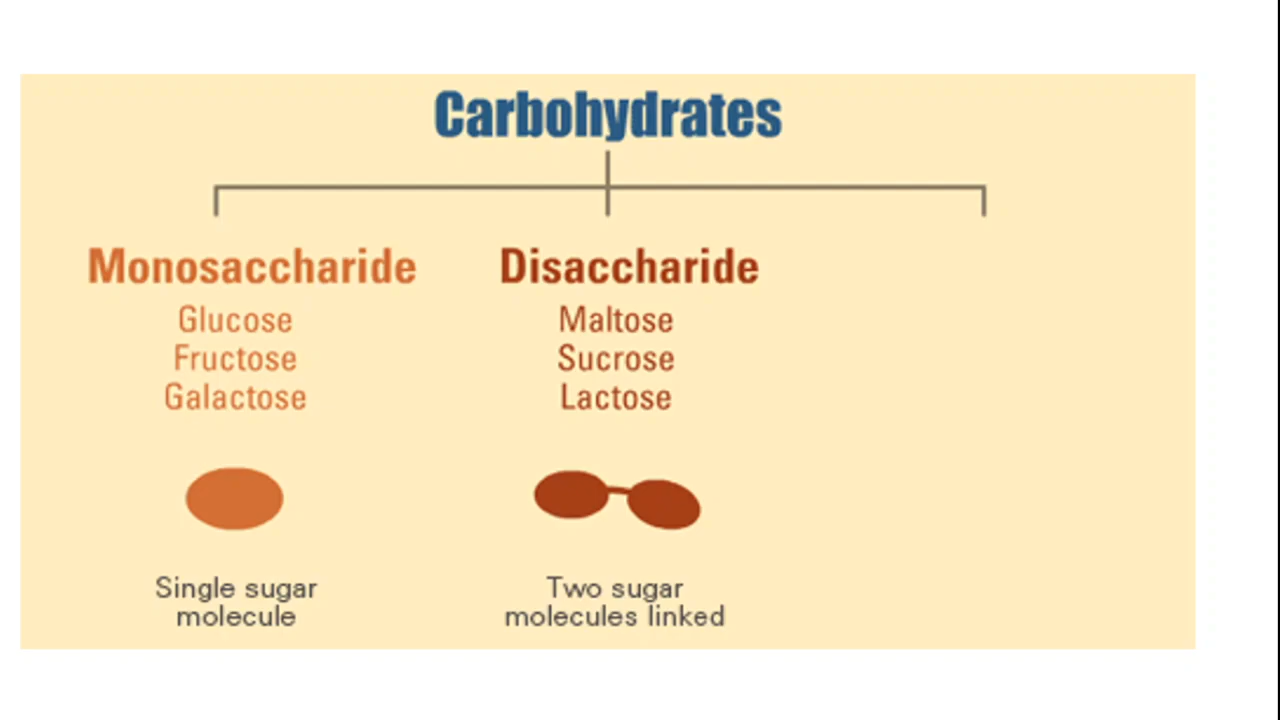 Carbohydrates
Monosaccharide
Glucose
Fructose
Galactose
Single sugar
molecule
Disaccharide
Maltose
Sucrose
Lactose
Two sugar
molecules linked